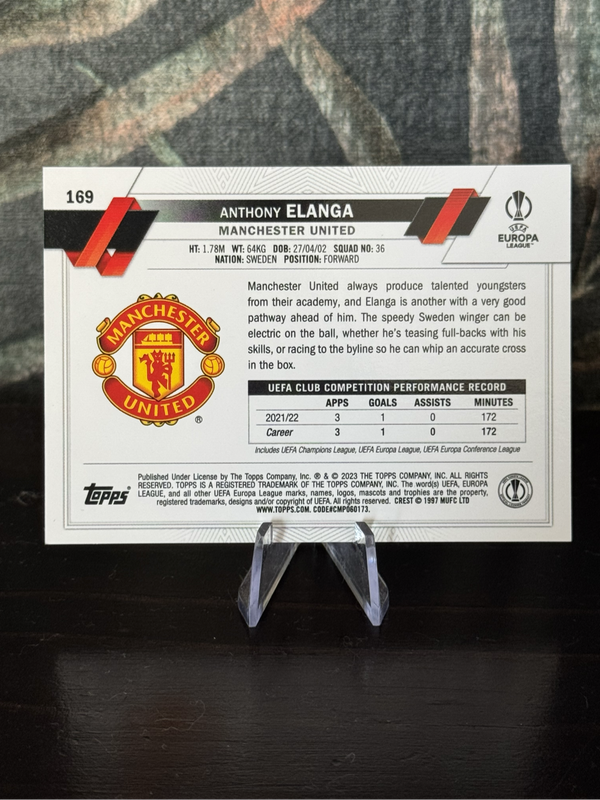 169
ANTHONY ELANGA
MANCHESTER UNITED
HT: 1.78M WT: 64KG DOB: 27/04/02 SQUAD NO: 36
NATION: SWEDEN POSITION: FORWARD
UEFA
EUROPA
LEAGUE™
MANCHESTER
UNITED
®
Manchester United always produce talented youngsters
from their academy, and Elanga is another with a very good
pathway ahead of him. The speedy Sweden winger can be
electric on the ball, whether he's teasing full-backs with his
skills, or racing to the byline so he can whip an accurate cross
in the box.
UEFA CLUB COMPETITION PERFORMANCE RECORD
APPS GOALS ASSISTS MINUTES
2021/22 3 1 0 172
Career 3 1 0 172
Includes UEFA Champions League, UEFA Europa League, UEFA Europa Conference League
Topps®
Published Under License by The Topps Company, Inc. ® & © 2023 THE TOPPS COMPANY, INC. ALL RIGHTS
RESERVED. TOPPS IS A REGISTERED TRADEMARK OF THE TOPPS COMPANY, INC. The word(s) UEFA, EUROPA
LEAGUE, and all other UEFA Europa League marks, names, logos, mascots and trophies are the property,
registered trademarks, designs and/or copyright of UEFA. All rights reserved. CREST © 1997 MUFC LTD
WWW.TOPPS.COM. CODE#CMP060173.